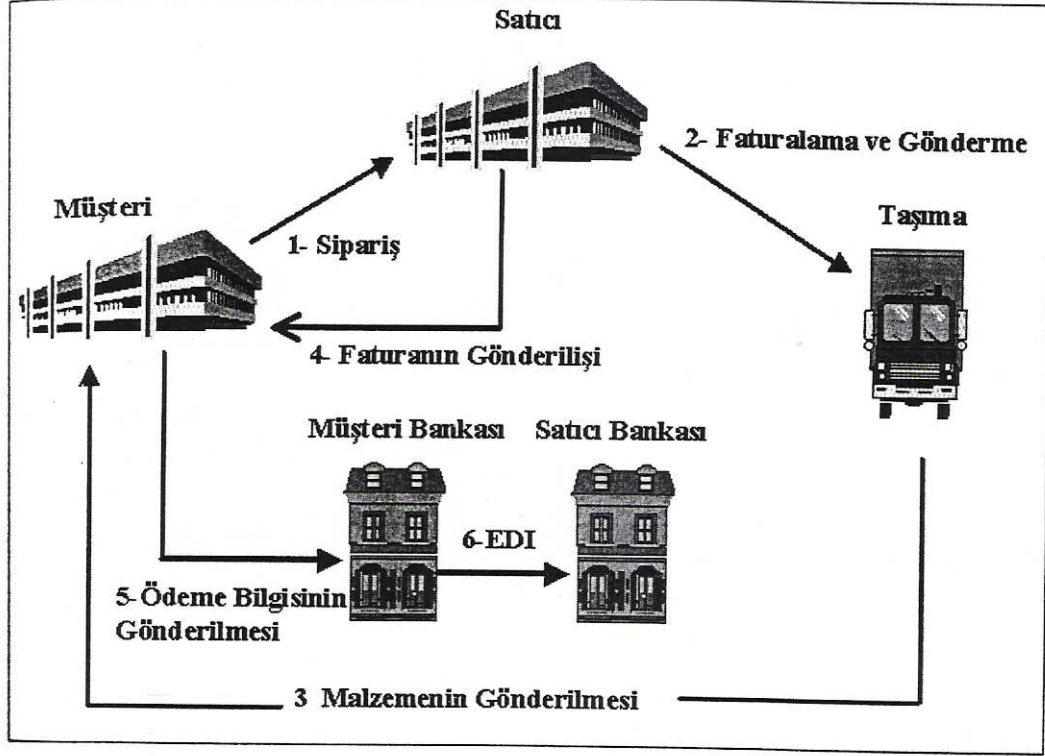 Satıcı
2- Faturalama ve Gönderme
Müşteri
Taşıma
1- Sipariş
4- Faturanın Gönderilişi
Müşteri Bankası
Satıcı Bankası
6-EDI
5- Ödeme Bilgisinin
Gönderilmesi
3 Malzemenin Gönderilmesi